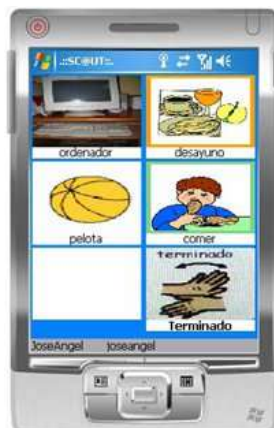 .::SC@UT::.
ordenador
desayuno
pelota
comer
terminado
Terminado
JoseAngel joseangel